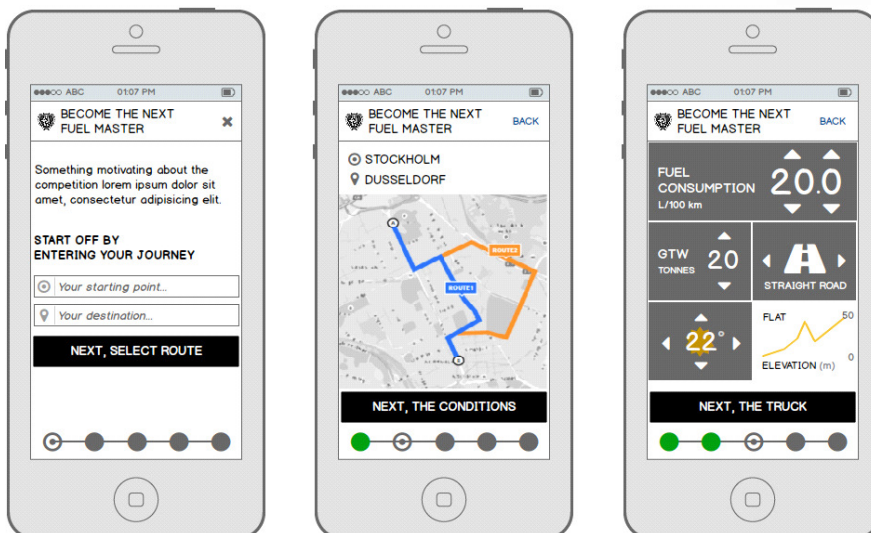 ABC 01:07 PM
BECOME THE NEXT
FUEL MASTER
Something motivating about the
competition lorem ipsum dolor sit
amet, consectetur adipisicing elit.
START OFF BY
ENTERING YOUR JOURNEY
Your starting point...
Your destination...
NEXT, SELECT ROUTE
ABC 01:07 PM
BECOME THE NEXT
FUEL MASTER
BACK
STOCKHOLM
DUSSELDORF
ROUTE2
ROUTE1
NEXT, THE CONDITIONS
ABC 01:07 PM
BECOME THE NEXT
FUEL MASTER
BACK
FUEL
CONSUMPTION
L/100 km
20.0
GTW
TONNES
20
STRAIGHT ROAD
22°
FLAT
50
0
ELEVATION (m)
NEXT, THE TRUCK